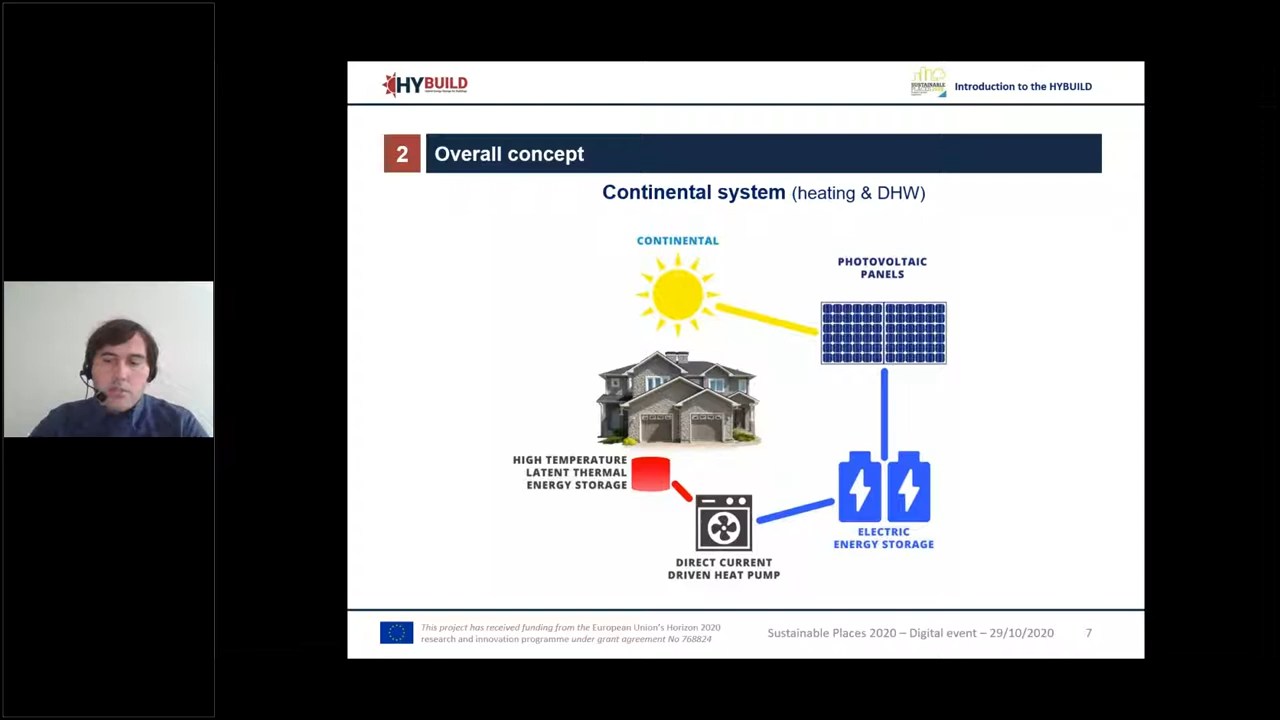 HYBUILD
SUSTAINABLE
Introduction to the HYBUILD
2
Overall concept
Continental system (heating & DHW)
CONTINENTAL
PHOTOVOLTAIC
PANELS
HIGH TEMPERATURE
LATENT THERMAL
ENERGY STORAGE
DIRECT CURRENT
DRIVEN HEAT PUMP
ELECTRIC
ENERGY STORAGE
This project has received funding from the European Union's Horizon 2020
research and innovation programme under grant agreement No 768824
Sustainable Places 2020 – Digital event – 29/10/2020
7